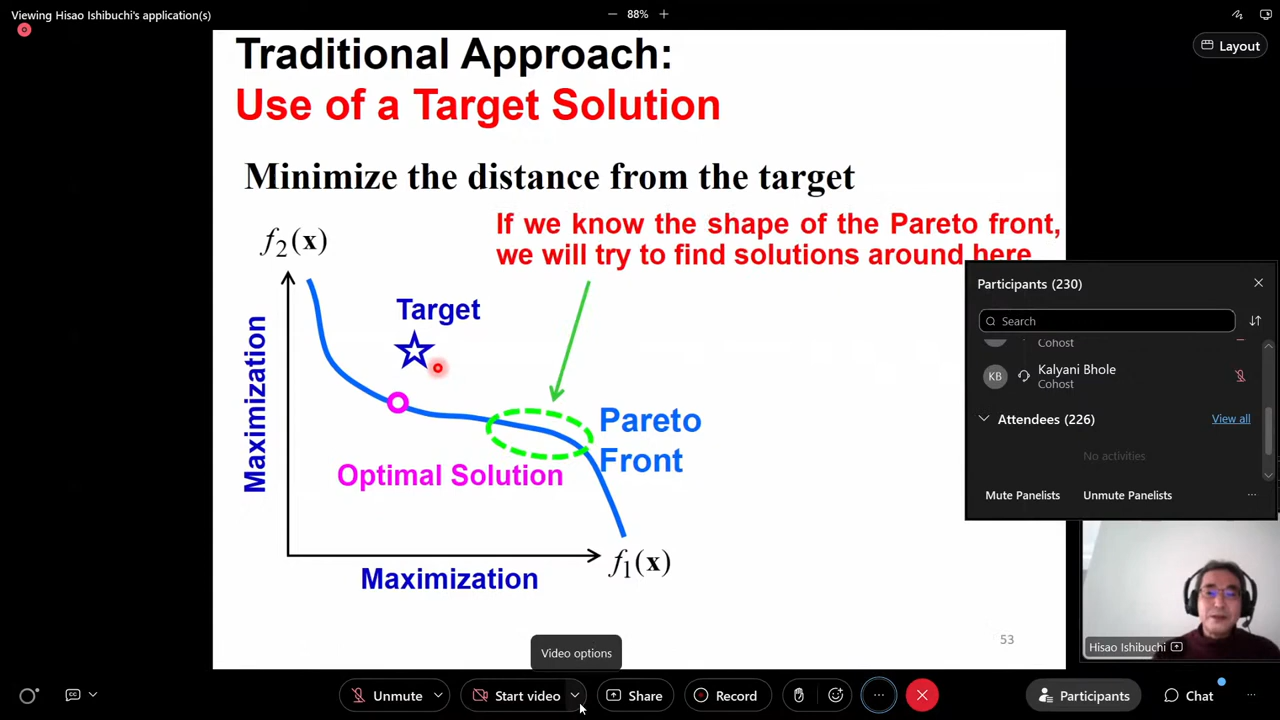 Viewing Hisao Ishibuchi's application(s)
88%
Layout
Traditional Approach:
Use of a Target Solution
Minimize the distance from the target
If we know the shape of the Pareto front,
we will try to find solutions around here
f2(x)
Target
Maximization
Pareto
Front
Optimal Solution
f1(x)
Maximization
53
Participants (230)
Search
Cohost
KB
Kalyani Bhole
Cohost
Attendees (226)
View all
No activities
Mute Panelists
Unmute Panelists
Hisao Ishibuchi
Video options
CC
Unmute
Start video
Share
Record
Participants
Chat